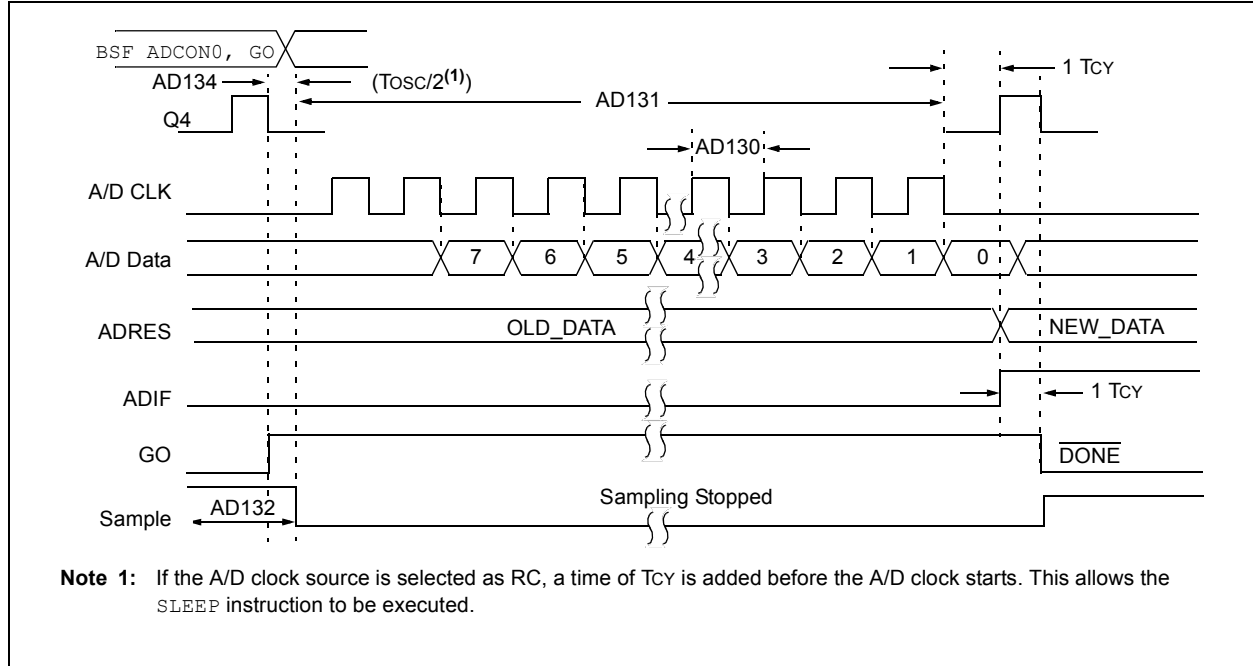 BSF ADCON0, GO
AD134
(TOSC/2(1))
AD131
1 TCY
Q4
AD130
A/D CLK
A/D Data
7 6 5 4 3 2 1 0
ADRES
OLD_DATA
NEW_DATA
ADIF
1 TCY
GO
DONE
Sample
AD132
Sampling Stopped
Note 1: If the A/D clock source is selected as RC, a time of TCY is added before the A/D clock starts. This allows the
SLEEP instruction to be executed.